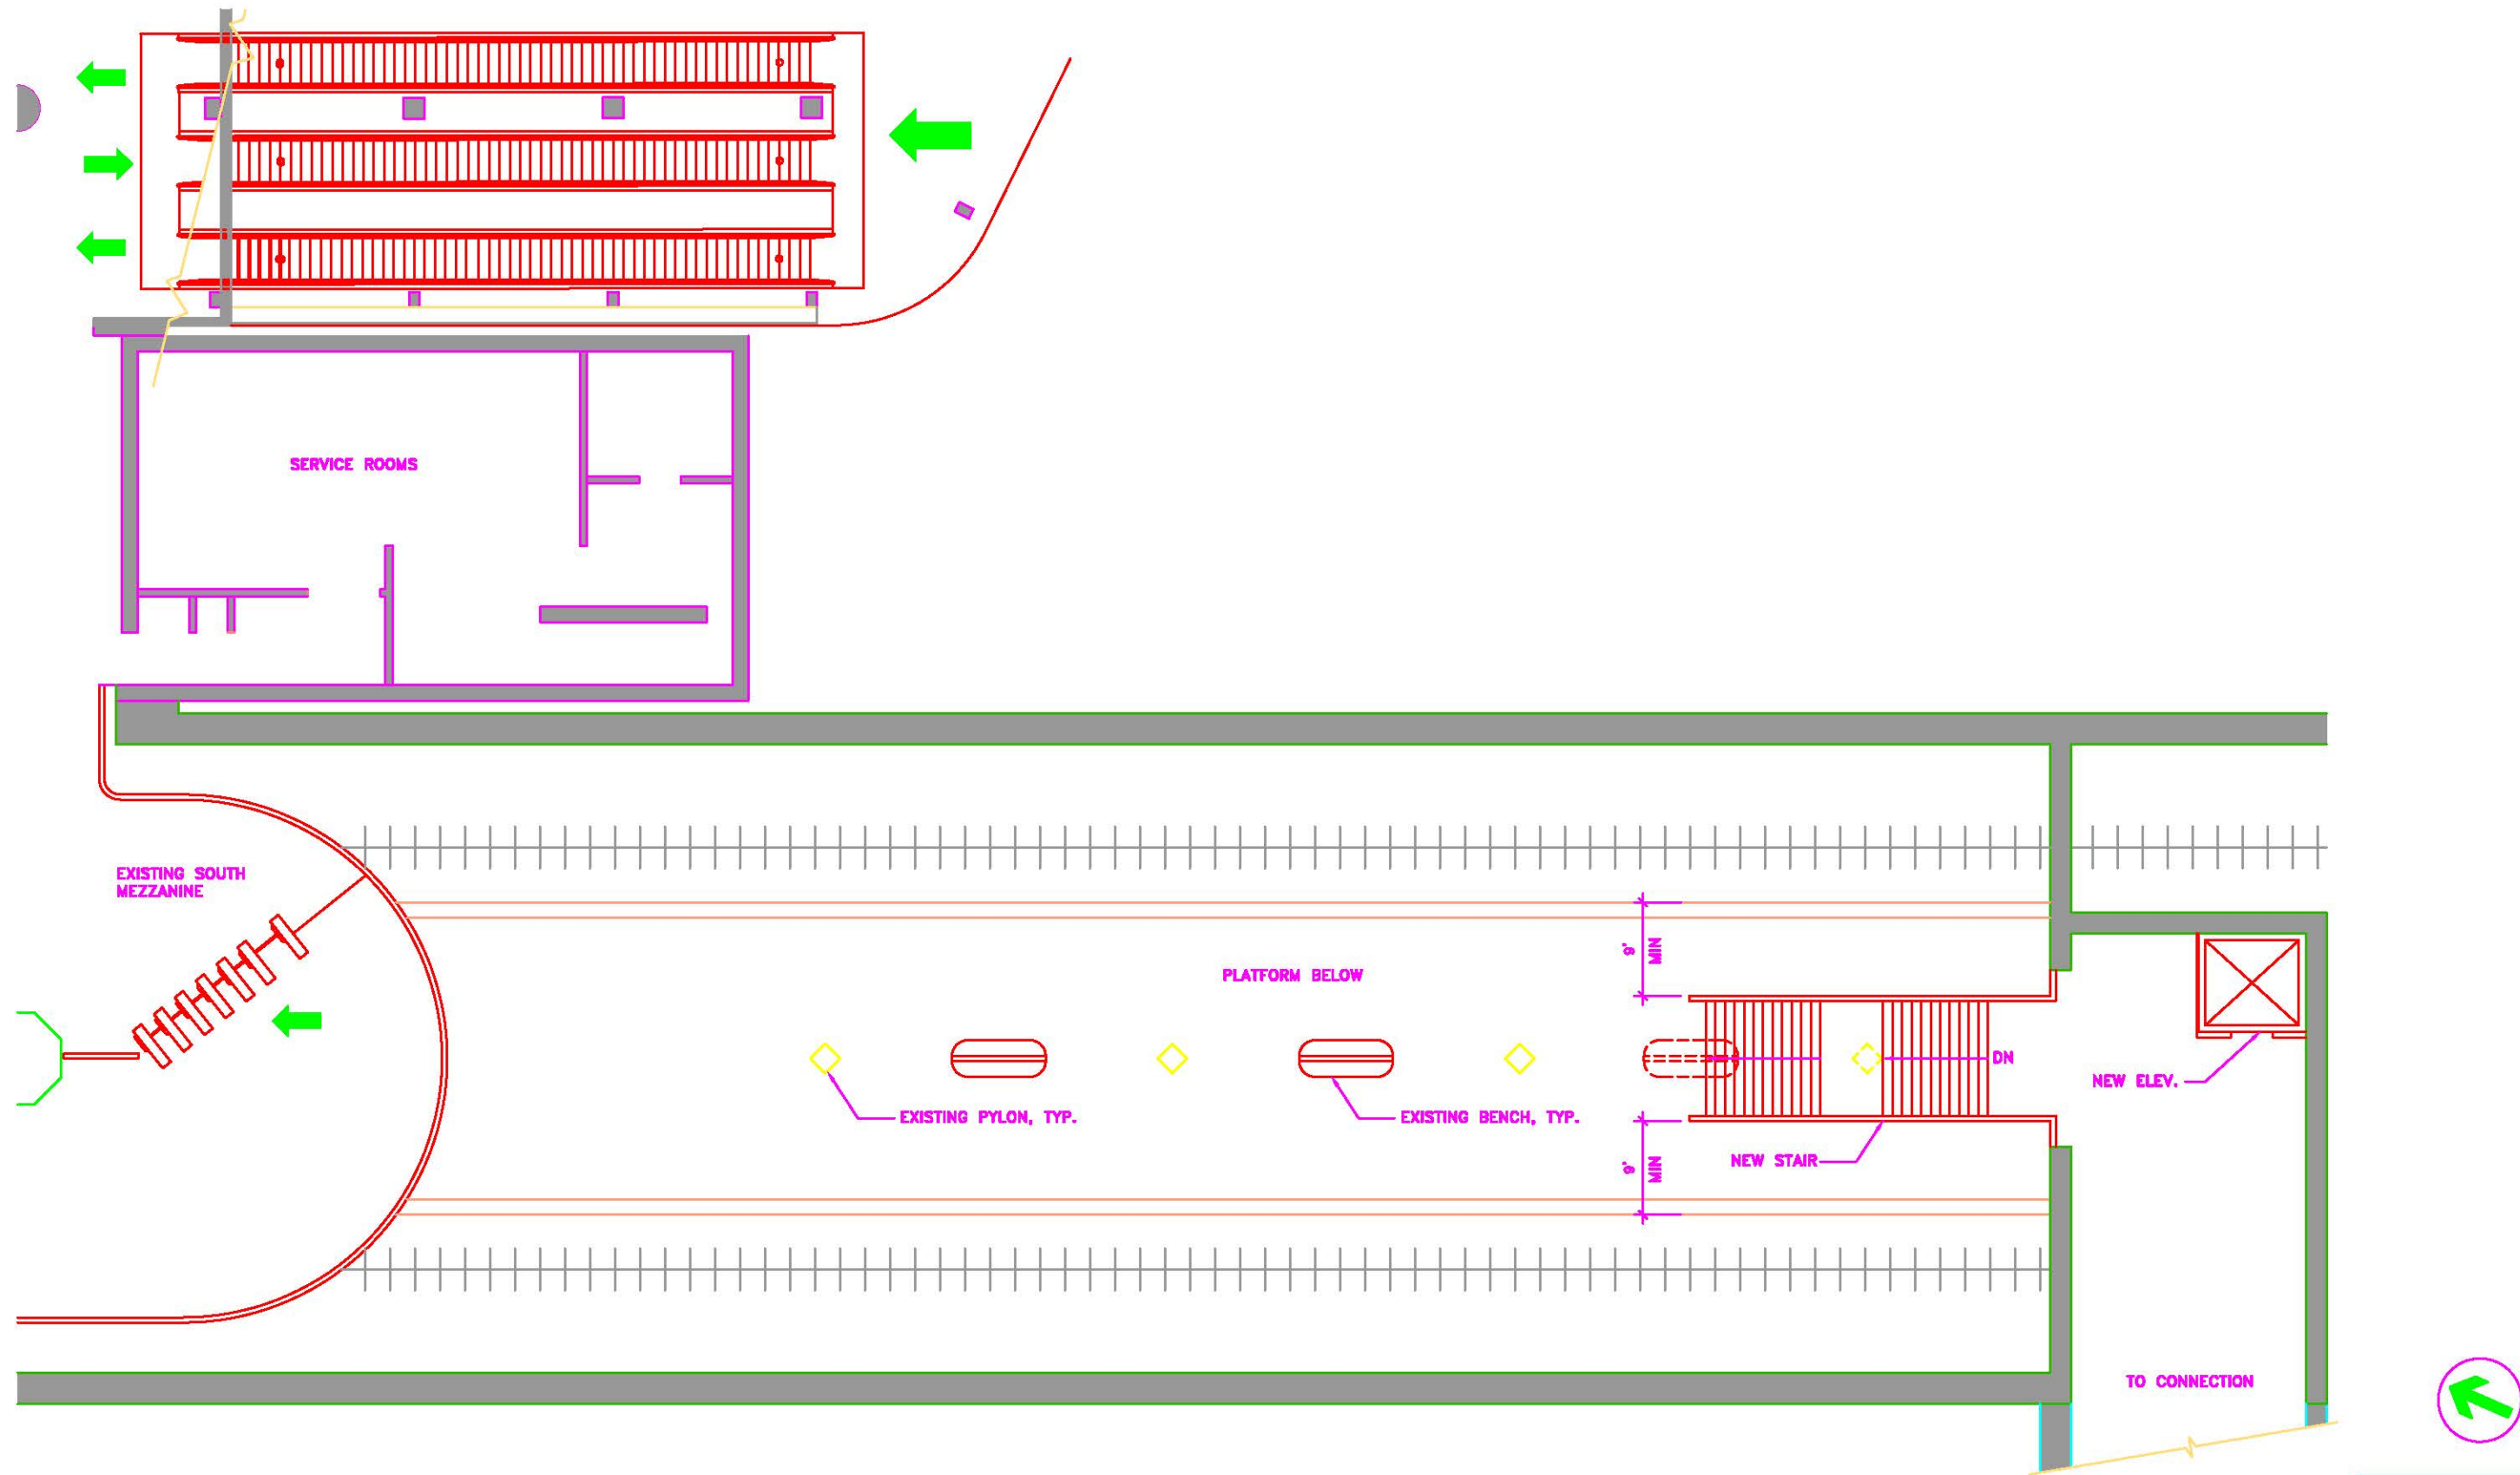 SERVICE ROOMS
EXISTING SOUTH
MEZZANINE
9'
MIN
PLATFORM BELOW
DN
NEW ELEV.
EXISTING PYLON, TYP.
EXISTING BENCH, TYP.
NEW STAIR
9'
MIN
TO CONNECTION